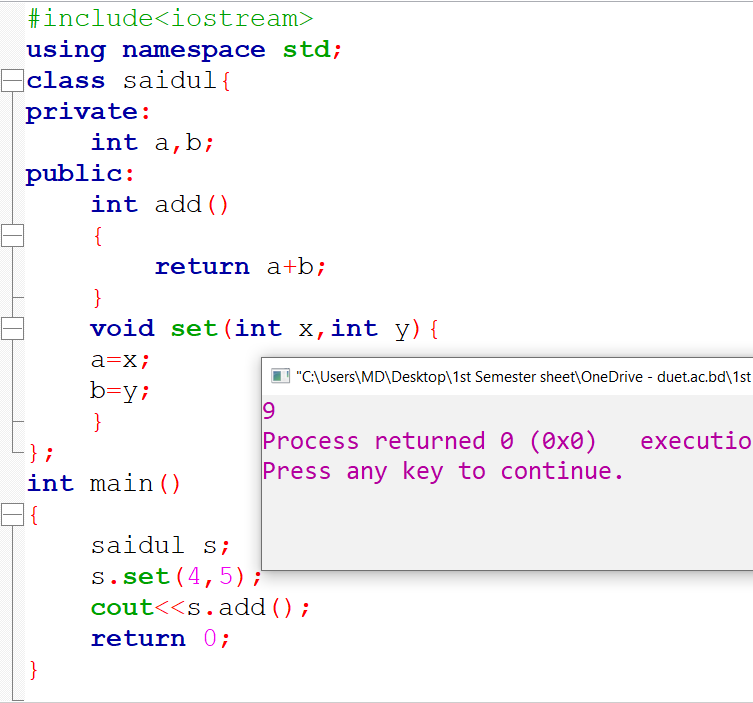 #include<iostream>
using namespace std;
class saidul{
private:
    int a,b;
public:
    int add()
    {
        return a+b;
    }
    void set(int x,int y){
    a=x;
    b=y;
    }
};
int main()
{
    saidul s;
    s.set(4,5);
    cout<<s.add();
    return 0;
}
"C:\Users\MD\Desktop\1st Semester sheet\OneDrive - duet.ac.bd\1st
9
Process returned 0 (0x0)   executio
Press any key to continue.